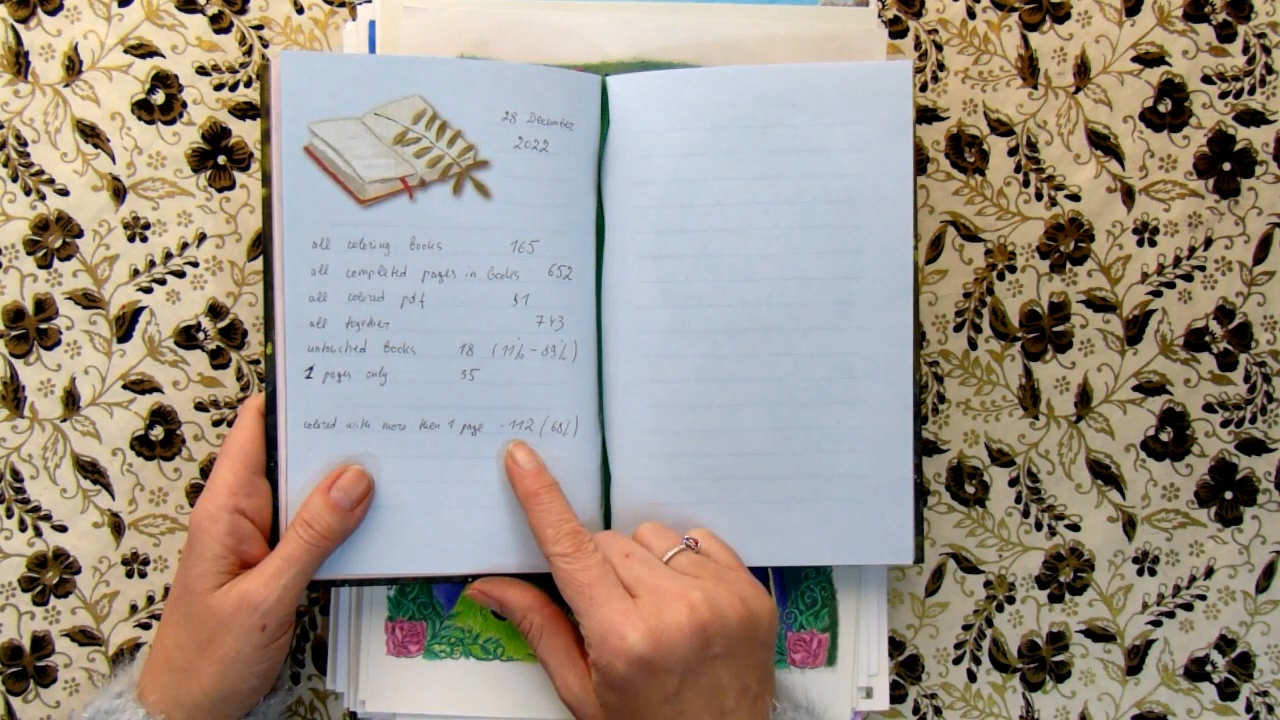 28 December
2022
all coloring books 165
all completed pages in books 652
all colored pdf 91
all together 743
untouched books 18 (11% - 89%)
1 pages only 35
colored with more then 1 page - 112 (68%)